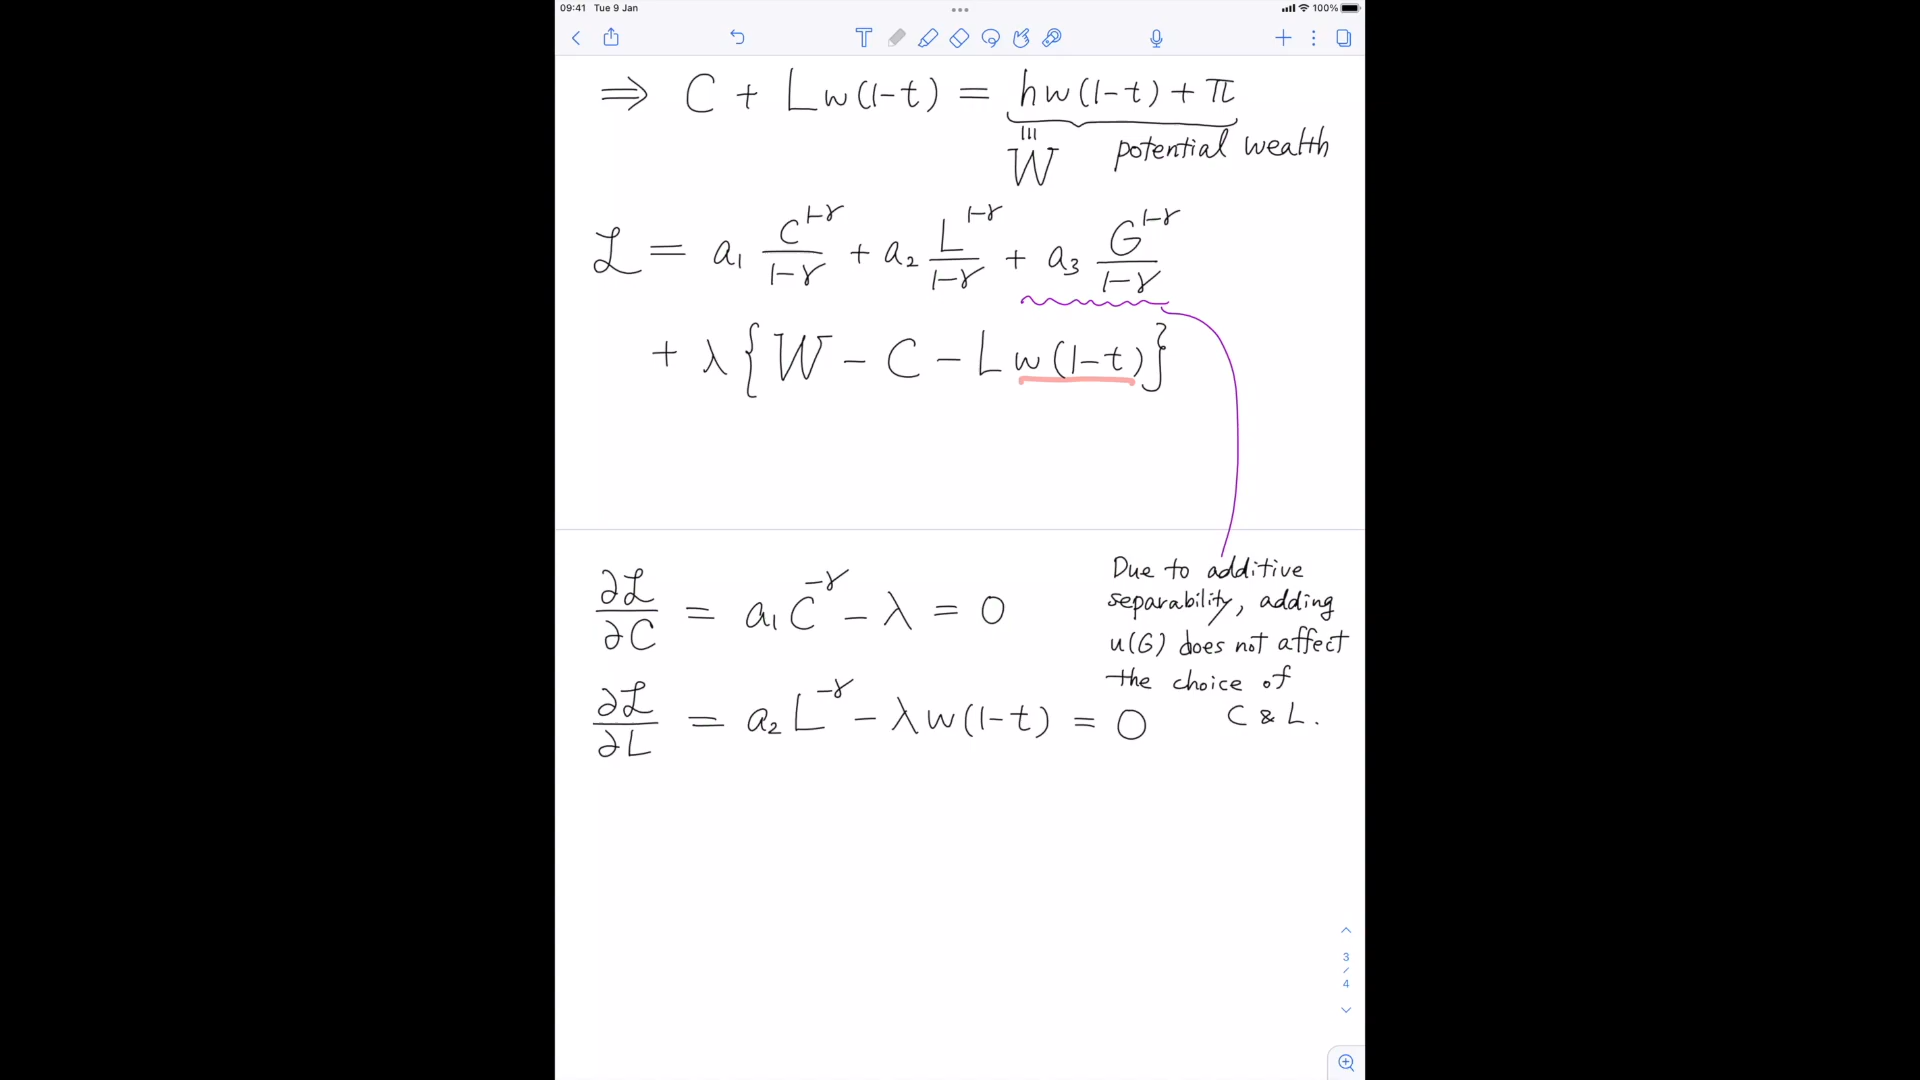 09:41 Tue 9 Jan 100%
⇒ C + Lw(1-t) = hw(1-t) + π
≡
W potential wealth
ℒ = a₁ C^{1-γ}/(1-γ) + a₂ L^{1-γ}/(1-γ) + a₃ G^{1-γ}/(1-γ)
+ λ{W - C - Lw(1-t)}
∂ℒ/∂C = a₁C^{-γ} - λ = 0
∂ℒ/∂L = a₂L^{-γ} - λw(1-t) = 0
Due to additive
separability, adding
u(G) does not affect
the choice of
C & L.
3
/
4